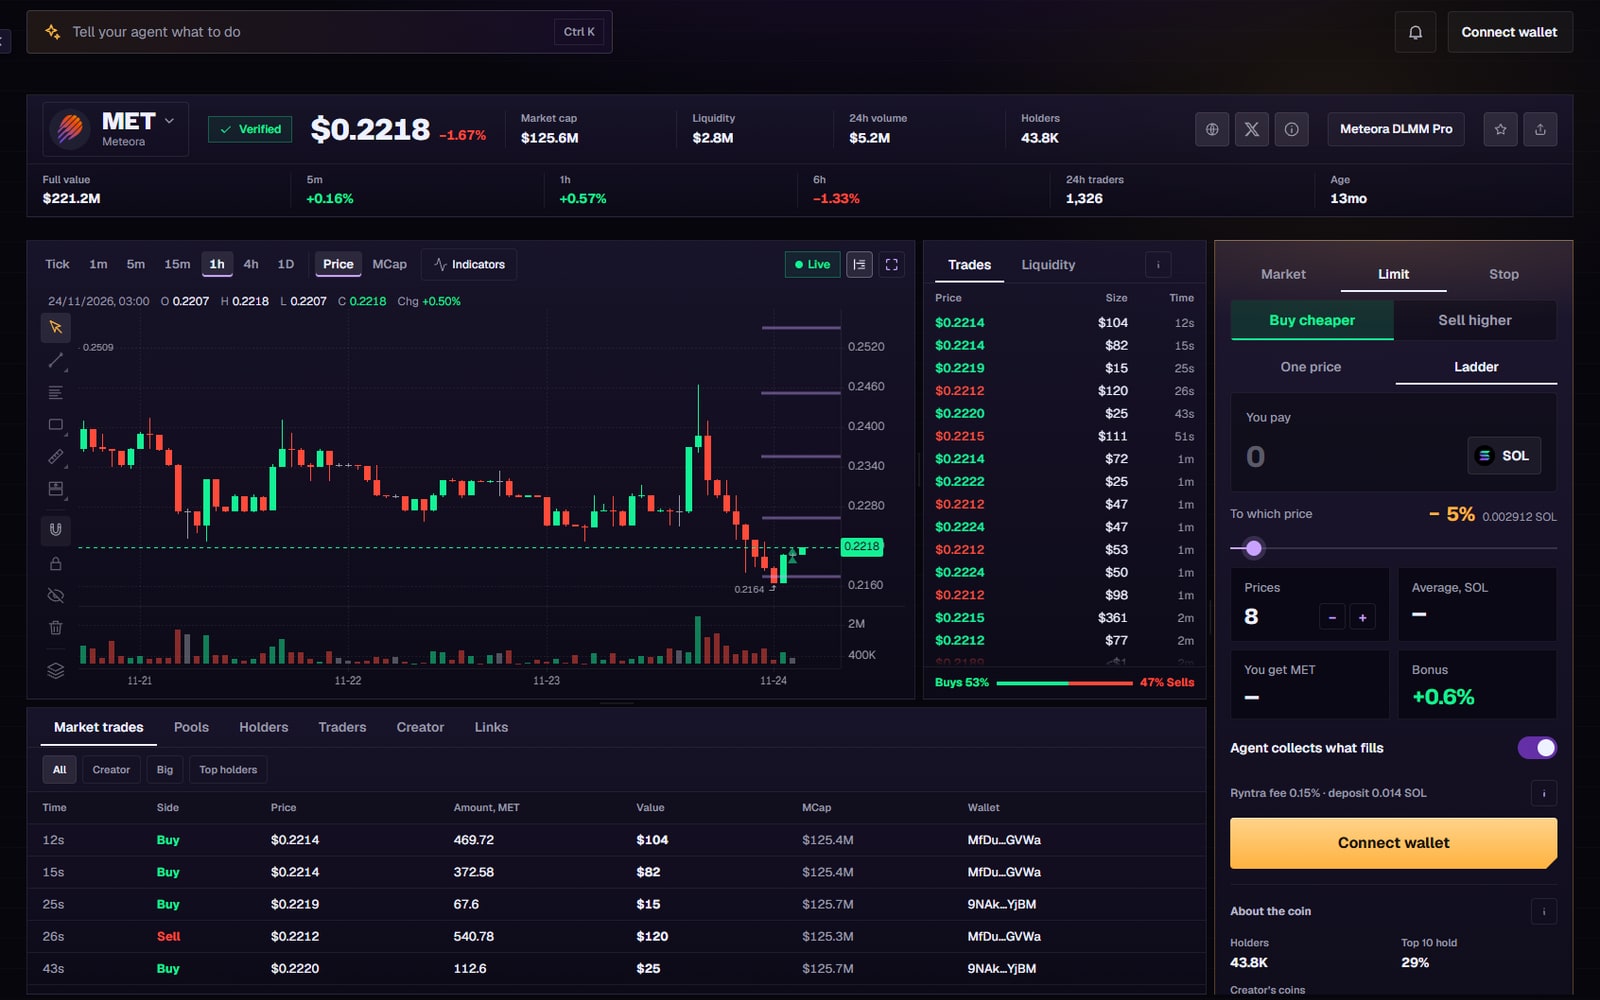 Tell your agent what to do
Ctrl K
Connect wallet
MET
Meteora
Verified
$0.2218 −1.67%
Market cap
$125.6M
Liquidity
$2.8M
24h volume
$5.2M
Holders
43.8K
Meteora DLMM Pro
Full value
$221.2M
5m
+0.16%
1h
+0.57%
6h
−1.33%
24h traders
1,326
Age
13mo
Tick 1m 5m 15m 1h 4h 1D Price MCap Indicators
Live
24/11/2026, 03:00 O 0.2207 H 0.2218 L 0.2207 C 0.2218 Chg +0.50%
0.2509
0.2520
0.2460
0.2400
0.2340
0.2280
0.2218
0.2164
0.2160
2M
400K
11-21 11-22 11-23 11-24
Trades Liquidity
Price Size Time
$0.2214 $104 12s
$0.2214 $82 15s
$0.2219 $15 25s
$0.2212 $120 26s
$0.2220 $25 43s
$0.2215 $111 51s
$0.2214 $72 1m
$0.2222 $25 1m
$0.2212 $47 1m
$0.2224 $47 1m
$0.2212 $53 1m
$0.2224 $50 1m
$0.2212 $98 1m
$0.2215 $361 2m
$0.2212 $77 2m
$0.2189 <$1 2m
Buys 53% 47% Sells
Market Limit Stop
Buy cheaper Sell higher
One price Ladder
You pay
0 SOL
To which price − 5% 0.002912 SOL
Prices
8 − +
Average, SOL
–
You get MET
–
Bonus
+0.6%
Agent collects what fills
Ryntra fee 0.15% · deposit 0.014 SOL
Connect wallet
About the coin
Holders
43.8K
Top 10 hold
29%
Creator's coins
Market trades Pools Holders Traders Creator Links
All Creator Big Top holders
Time Side Price Amount, MET Value MCap Wallet
12s Buy $0.2214 469.72 $104 $125.4M MfDu…GVWa
15s Buy $0.2214 372.58 $82 $125.4M MfDu…GVWa
25s Buy $0.2219 67.6 $15 $125.7M 9NAk…YjBM
26s Sell $0.2212 540.78 $120 $125.3M MfDu…GVWa
43s Buy $0.2220 112.6 $25 $125.7M 9NAk…YjBM